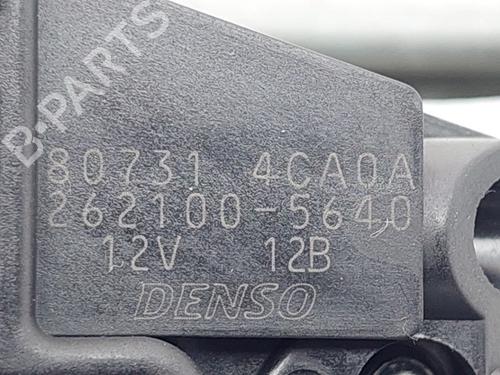 B-PARTS
80731 4CA0A
262100-5640
12V 12B
DENSO